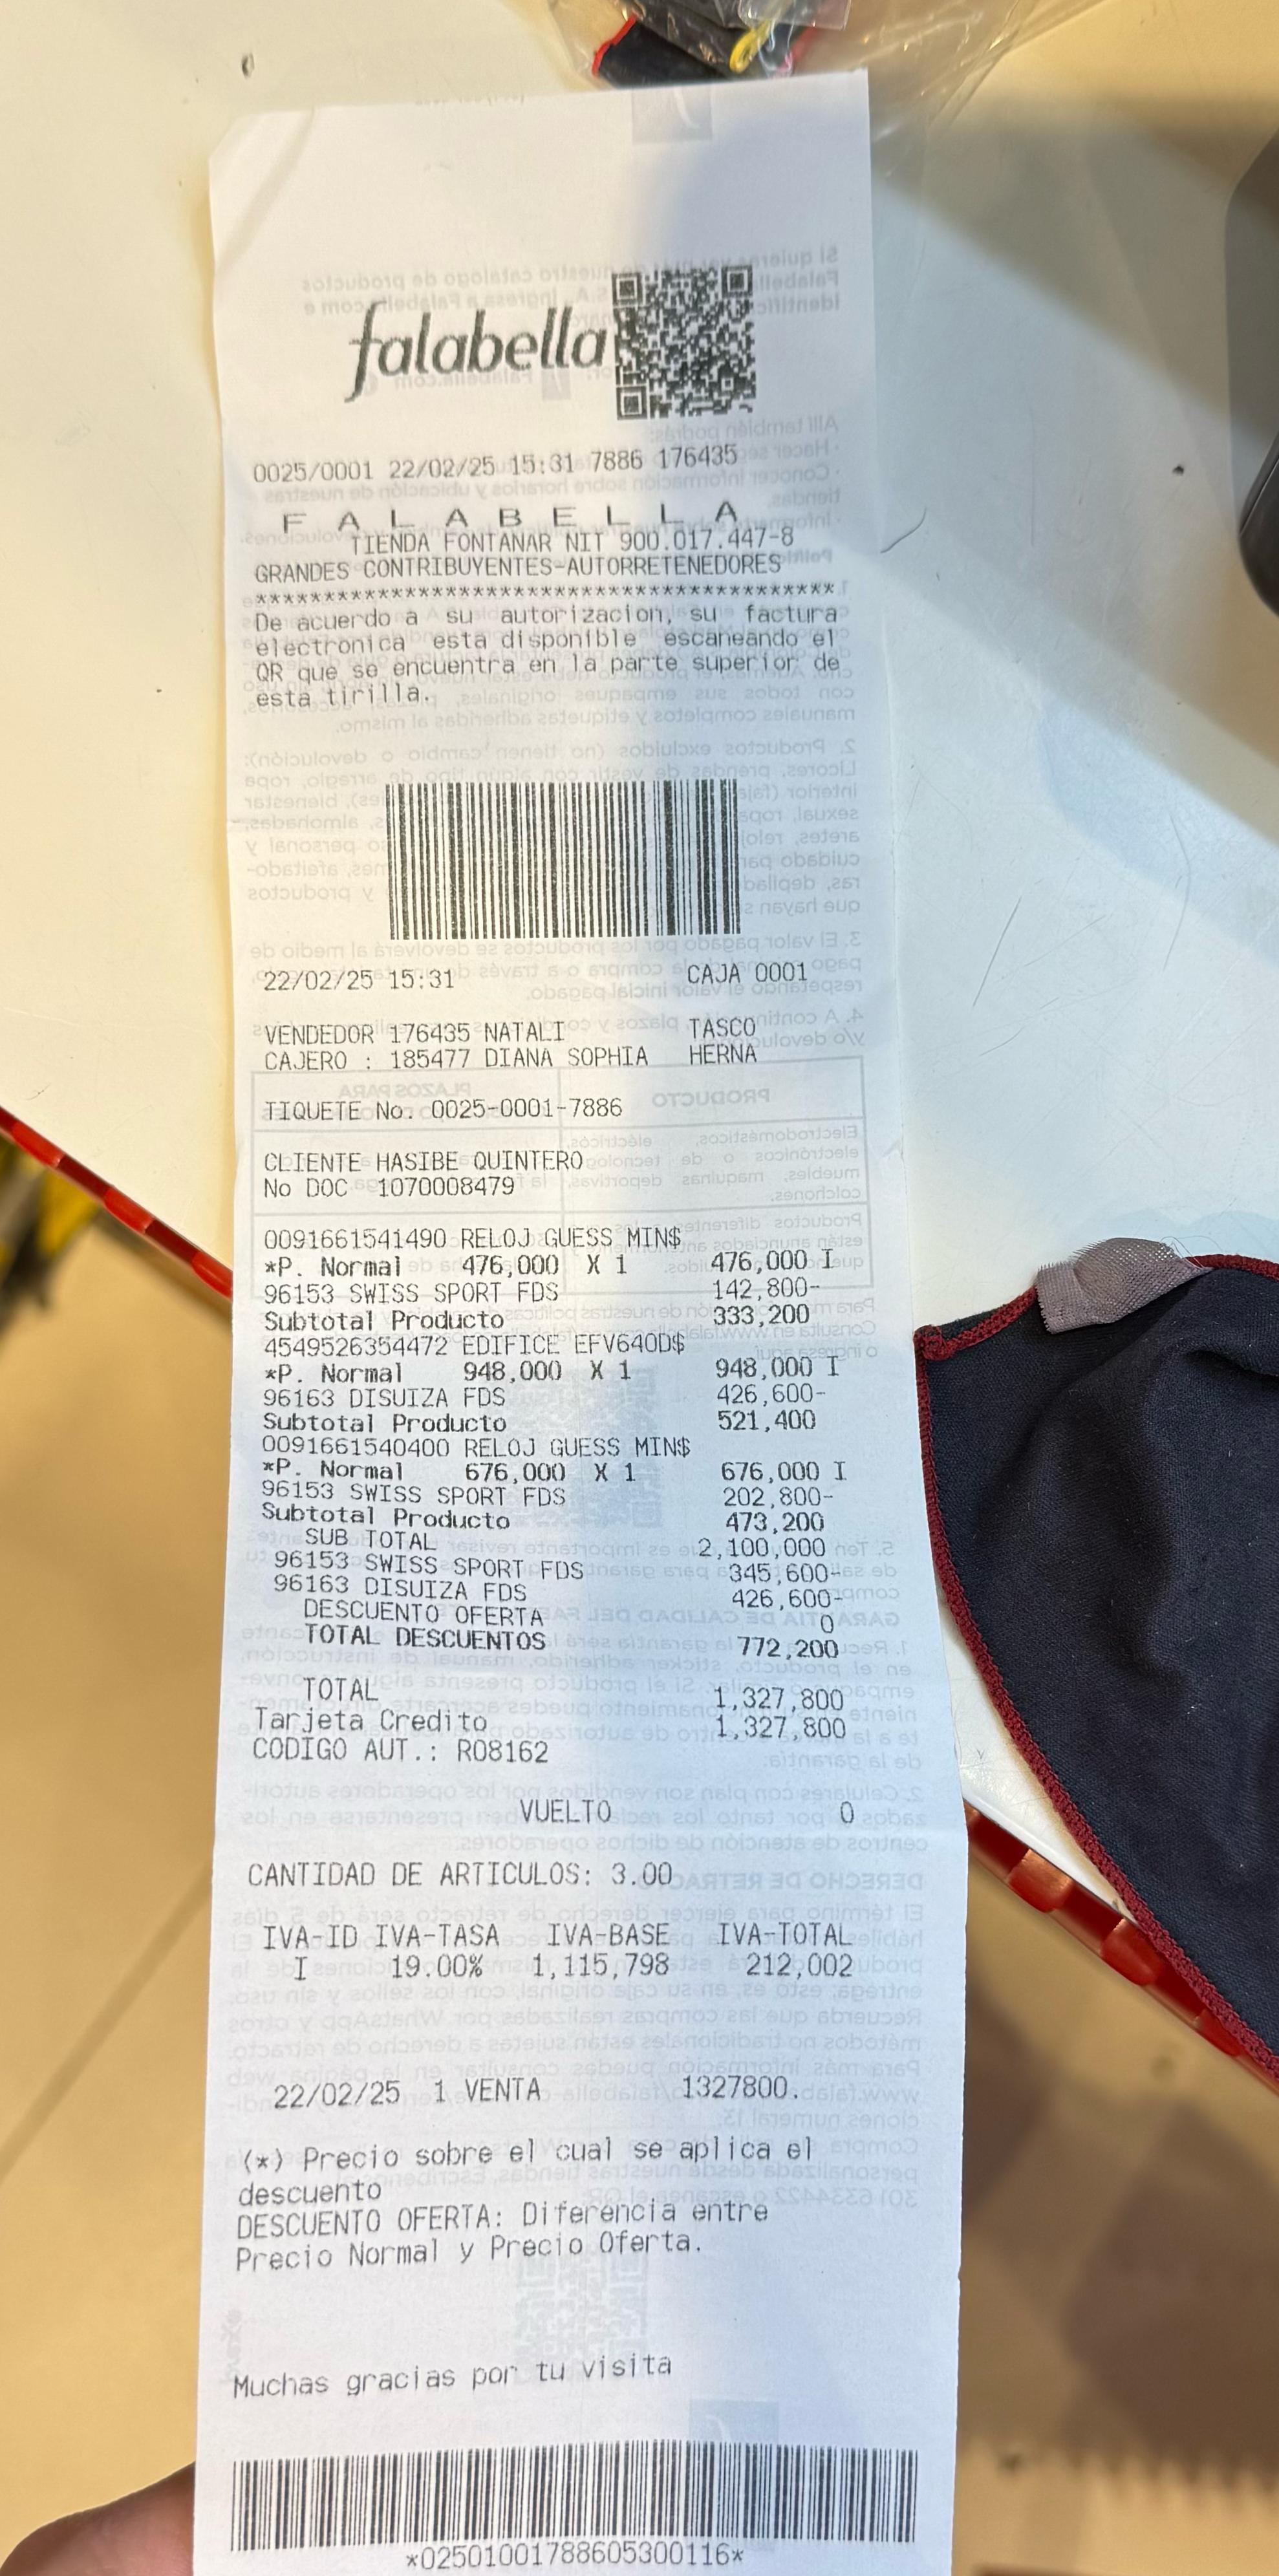 falabella
0025/0001 22/02/25 15:31 7886 176435
F A L A B E L L A
TIENDA FONTANAR NIT 900.017.447-8
GRANDES CONTRIBUYENTES-AUTORRETENEDORES
*******************************************
De acuerdo a su autorizacion, su factura
electronica esta disponible escaneando el
QR que se encuentra en la parte superior de
esta tirilla.
22/02/25 15:31 CAJA 0001
VENDEDOR 176435 NATALI TASCO
CAJERO : 185477 DIANA SOPHIA HERNA
TIQUETE No. 0025-0001-7886
CLIENTE HASIBE QUINTERO
No DOC 1070008479
0091661541490 RELOJ GUESS MIN$
*P. Normal 476,000 X 1 476,000 I
96153 SWISS SPORT FDS 142,800-
Subtotal Producto 333,200
4549526354472 EDIFICE EFV640D$
*P. Normal 948,000 X 1 948,000 I
96163 DISUIZA FDS 426,600-
Subtotal Producto 521,400
0091661540400 RELOJ GUESS MIN$
*P. Normal 676,000 X 1 676,000 I
96153 SWISS SPORT FDS 202,800-
Subtotal Producto 473,200
SUB TOTAL 2,100,000
96153 SWISS SPORT FDS 345,600-
96163 DISUIZA FDS 426,600-
DESCUENTO OFERTA 0
TOTAL DESCUENTOS 772,200
TOTAL 1,327,800
Tarjeta Credito 1,327,800
CODIGO AUT.: R08162
VUELTO 0
CANTIDAD DE ARTICULOS: 3.00
IVA-ID IVA-TASA IVA-BASE IVA-TOTAL
I 19.00% 1,115,798 212,002
22/02/25 1 VENTA 1327800.
(*) Precio sobre el cual se aplica el
descuento
DESCUENTO OFERTA: Diferencia entre
Precio Normal y Precio Oferta.
Muchas gracias por tu visita
*02501001788605300116*